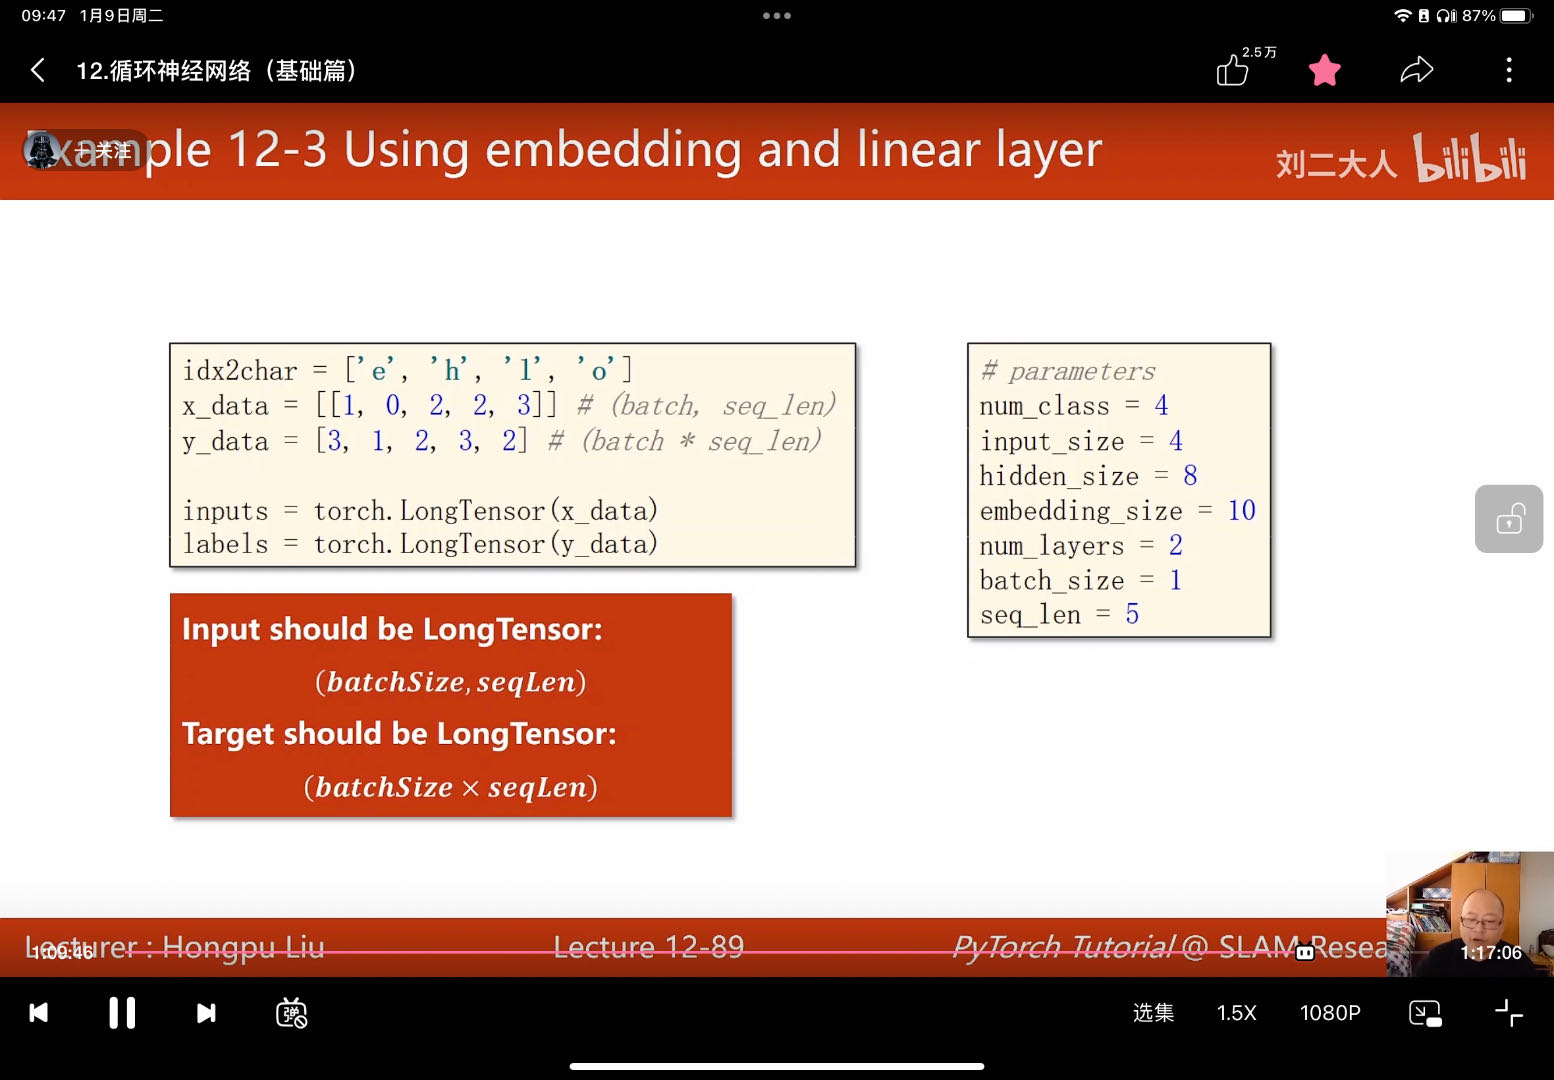 09:47 1月9日周二
87%
12.循环神经网络（基础篇）
2.5万
Example 12-3 Using embedding and linear layer
＋关注
刘二大人 bilibili
idx2char = ['e', 'h', 'l', 'o']
x_data = [[1, 0, 2, 2, 3]] # (batch, seq_len)
y_data = [3, 1, 2, 3, 2] # (batch * seq_len)
inputs = torch.LongTensor(x_data)
labels = torch.LongTensor(y_data)
# parameters
num_class = 4
input_size = 4
hidden_size = 8
embedding_size = 10
num_layers = 2
batch_size = 1
seq_len = 5
Input should be LongTensor:
(batchSize, seqLen)
Target should be LongTensor:
(batchSize × seqLen)
Lecturer : Hongpu Liu
Lecture 12-89
PyTorch Tutorial @ SLAM Resea
1:09:46
1:17:06
弹
选集
1.5X
1080P